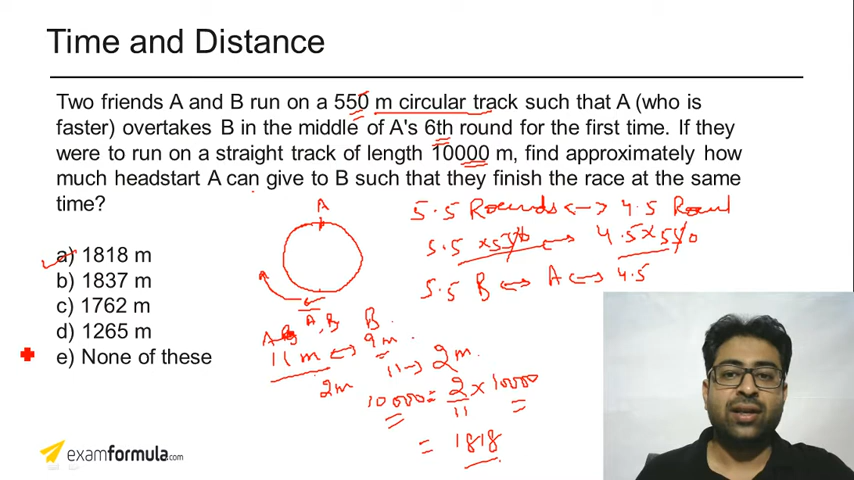 Time and Distance
Two friends A and B run on a 550 m circular track such that A (who is
faster) overtakes B in the middle of A's 6th round for the first time. If they
were to run on a straight track of length 10000 m, find approximately how
much headstart A can give to B such that they finish the race at the same
time?
a) 1818 m
b) 1837 m
c) 1762 m
d) 1265 m
e) None of these
A
A, B
5.5 Rounds ↔ 4.5 Round
5.5 × 550 ↔ 4.5 × 550
5.5 B ↔ A ↔ 4.5
A B
11 m ↔ 9 m.
2m
11 → 2 m.
10000 = 2/11 × 10000
= 1818
examformula.com